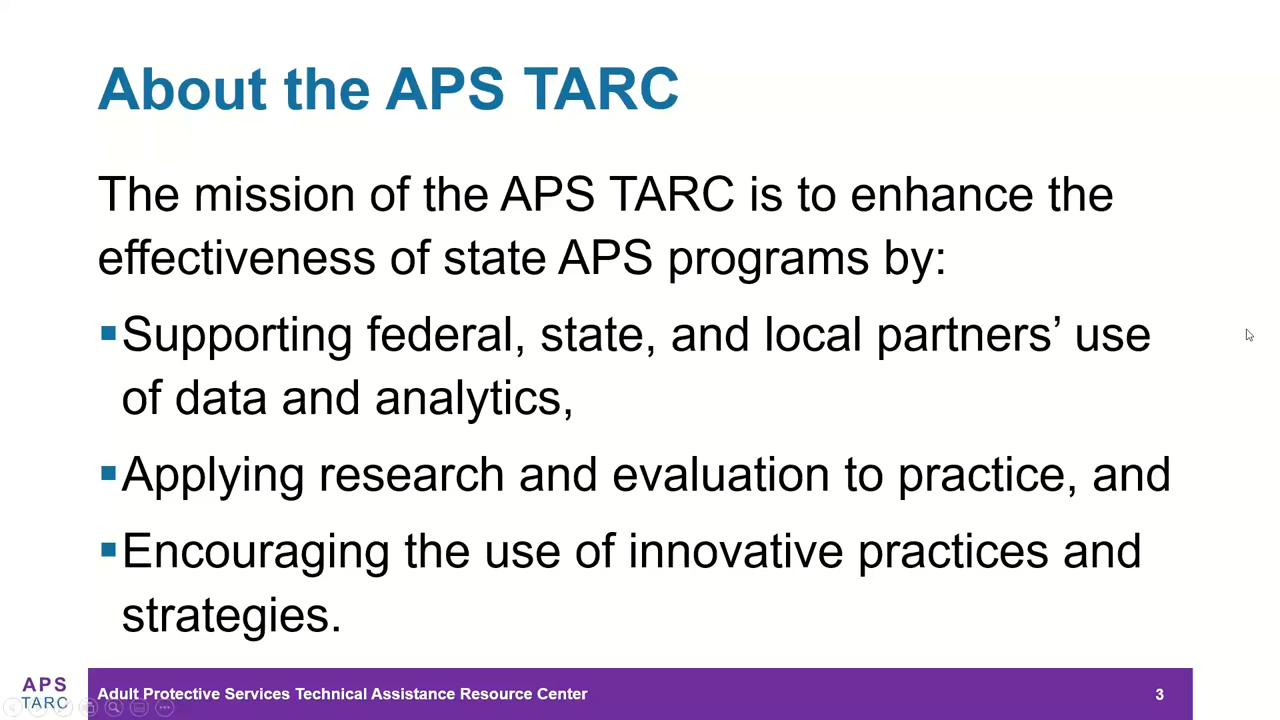 About the APS TARC
The mission of the APS TARC is to enhance the
effectiveness of state APS programs by:
▪Supporting federal, state, and local partners’ use
of data and analytics,
▪Applying research and evaluation to practice, and
▪Encouraging the use of innovative practices and
strategies.
APS
TARC
Adult Protective Services Technical Assistance Resource Center
3